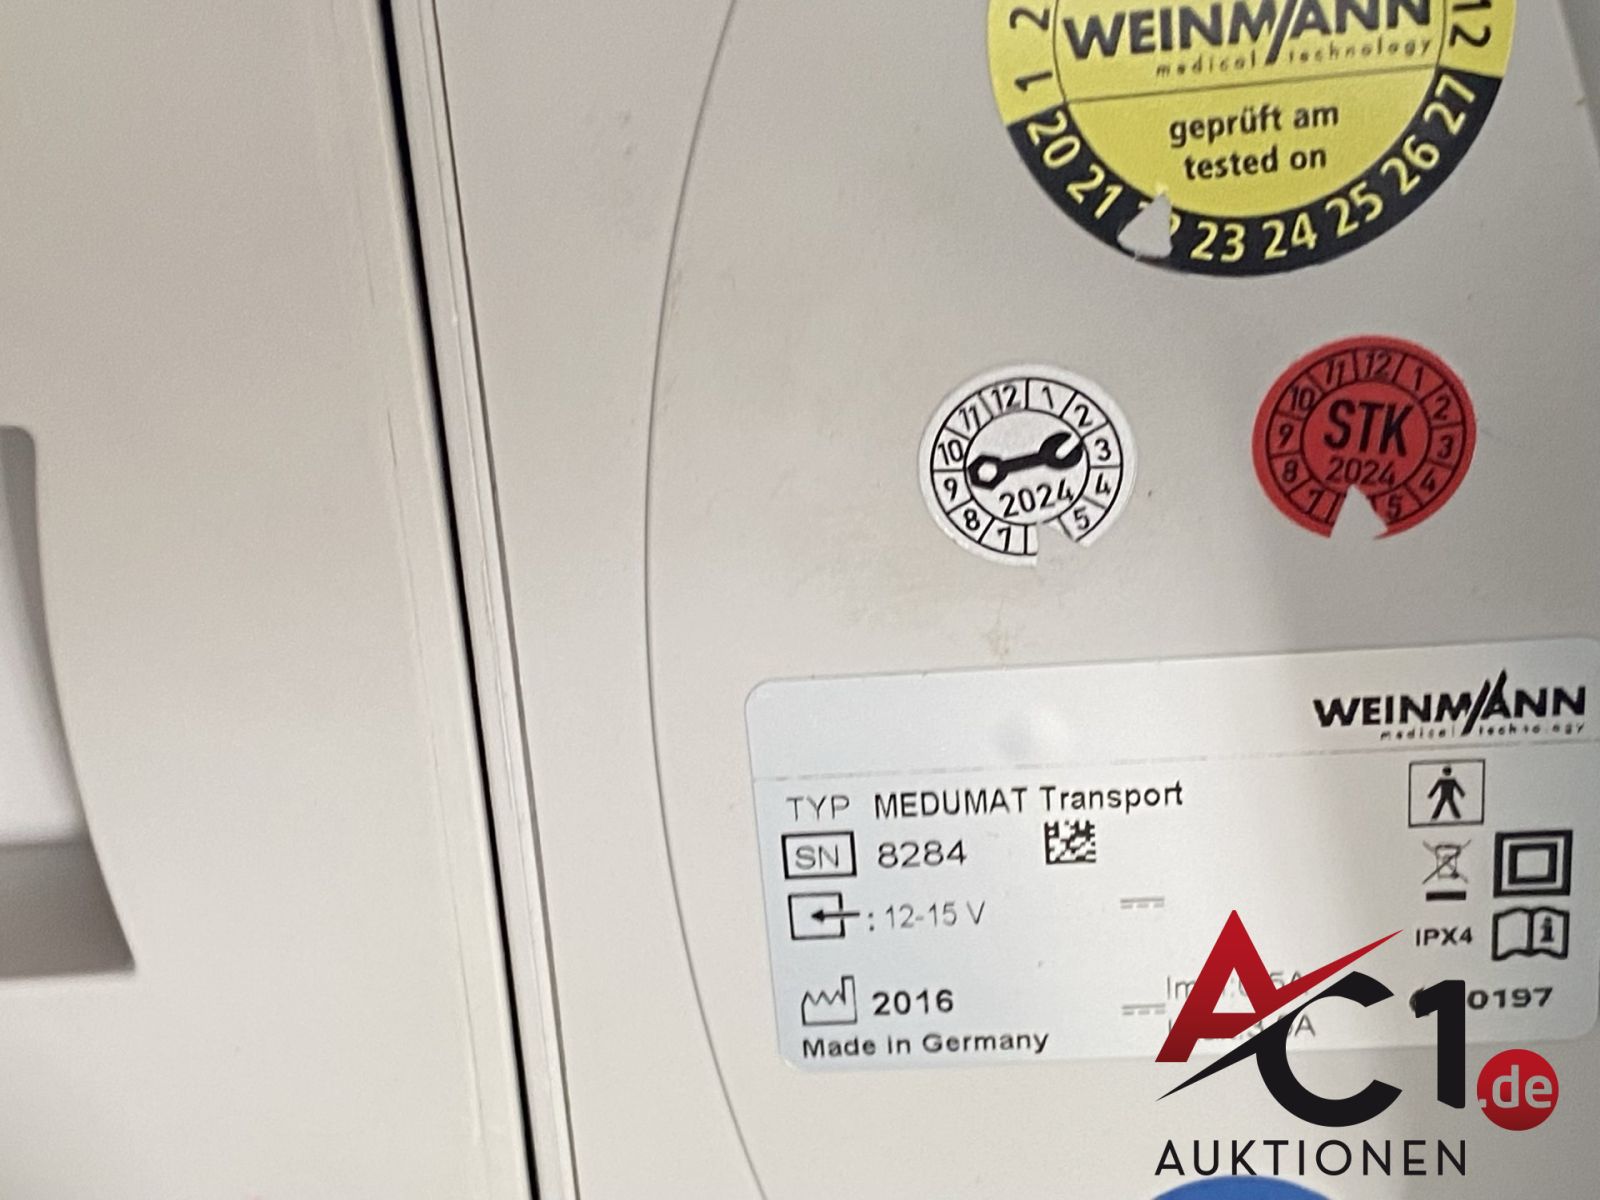 1 2 12
WEINMANN
medical technology
geprüft am
tested on
20 21 23 24 25 26 27
12 1 2 3 4 5 7 8 9 10 11
2024
12 1 2 3 4 5 7 8 9 10 11
STK
2024
WEINMANN
medical technology
TYP MEDUMAT Transport
SN 8284
: 12-15 V
IPX4
2016
0197
Made in Germany
AC1.de
AUKTIONEN